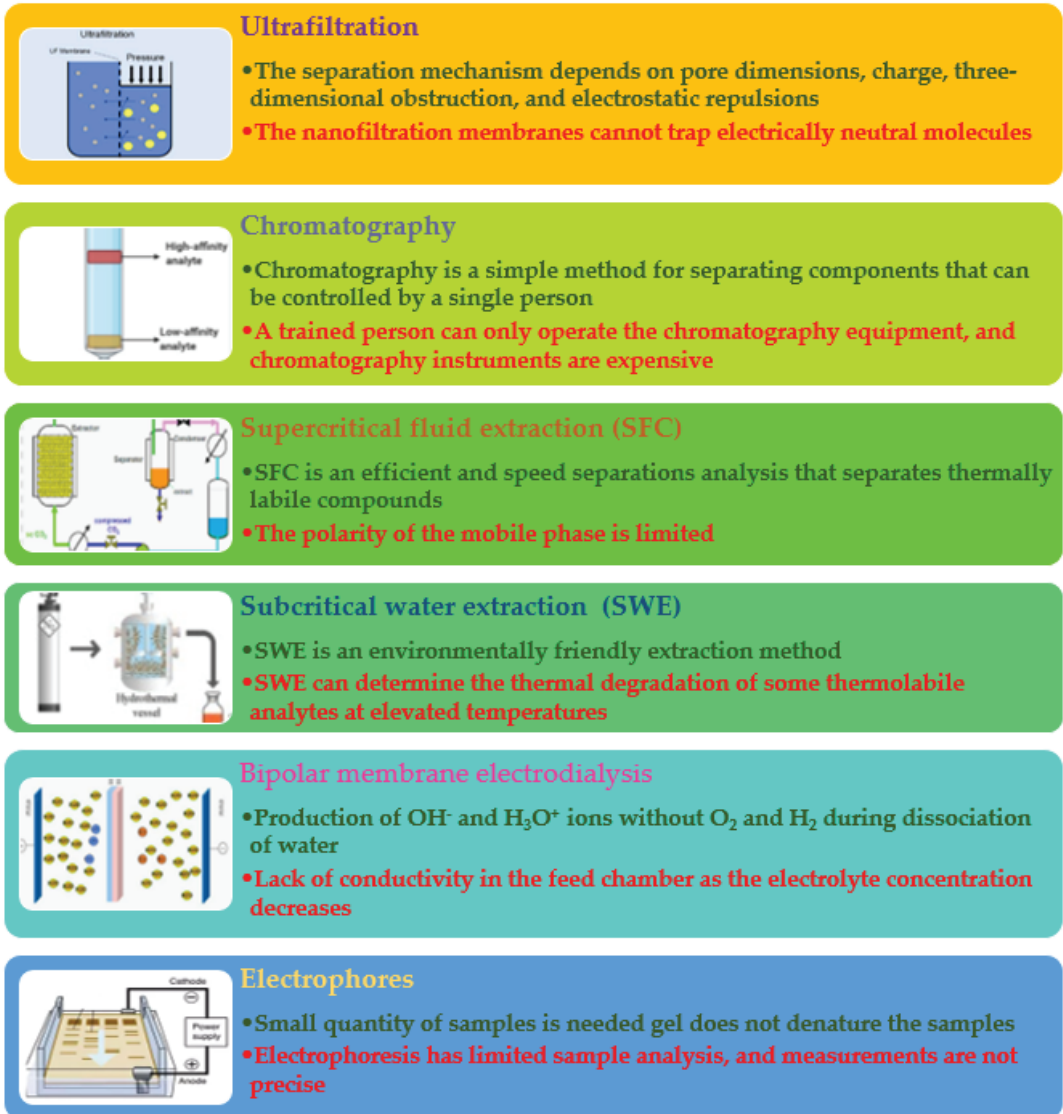 Ultrafiltration
UF Membrane
Pressure
Ultrafiltration
•The separation mechanism depends on pore dimensions, charge, three-
dimensional obstruction, and electrostatic repulsions
•The nanofiltration membranes cannot trap electrically neutral molecules
High-affinity
analyte
Low-affinity
analyte
Chromatography
•Chromatography is a simple method for separating components that can
be controlled by a single person
•A trained person can only operate the chromatography equipment, and
chromatography instruments are expensive
Extractor
Separator
Condenser
extract
compressed
CO₂
CO₂
Supercritical fluid extraction (SFC)
•SFC is an efficient and speed separations analysis that separates thermally
labile compounds
•The polarity of the mobile phase is limited
Hydrothermal
vessel
Subcritical water extraction (SWE)
•SWE is an environmentally friendly extraction method
•SWE can determine the thermal degradation of some thermolabile
analytes at elevated temperatures
Bipolar membrane electrodialysis
•Production of OH⁻ and H₃O⁺ ions without O₂ and H₂ during dissociation
of water
•Lack of conductivity in the feed chamber as the electrolyte concentration
decreases
Cathode
Power
supply
Anode
Electrophores
•Small quantity of samples is needed gel does not denature the samples
•Electrophoresis has limited sample analysis, and measurements are not
precise